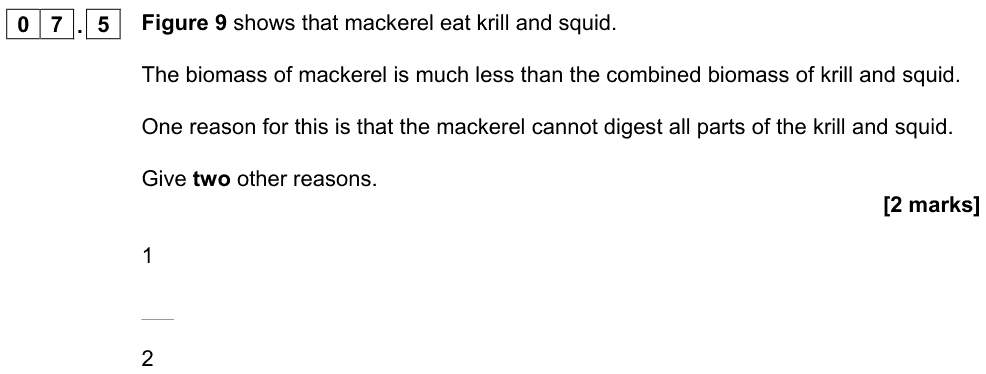 0 7 . 5 Figure 9 shows that mackerel eat krill and squid.
The biomass of mackerel is much less than the combined biomass of krill and squid.
One reason for this is that the mackerel cannot digest all parts of the krill and squid.
Give two other reasons.
[2 marks]
1
2